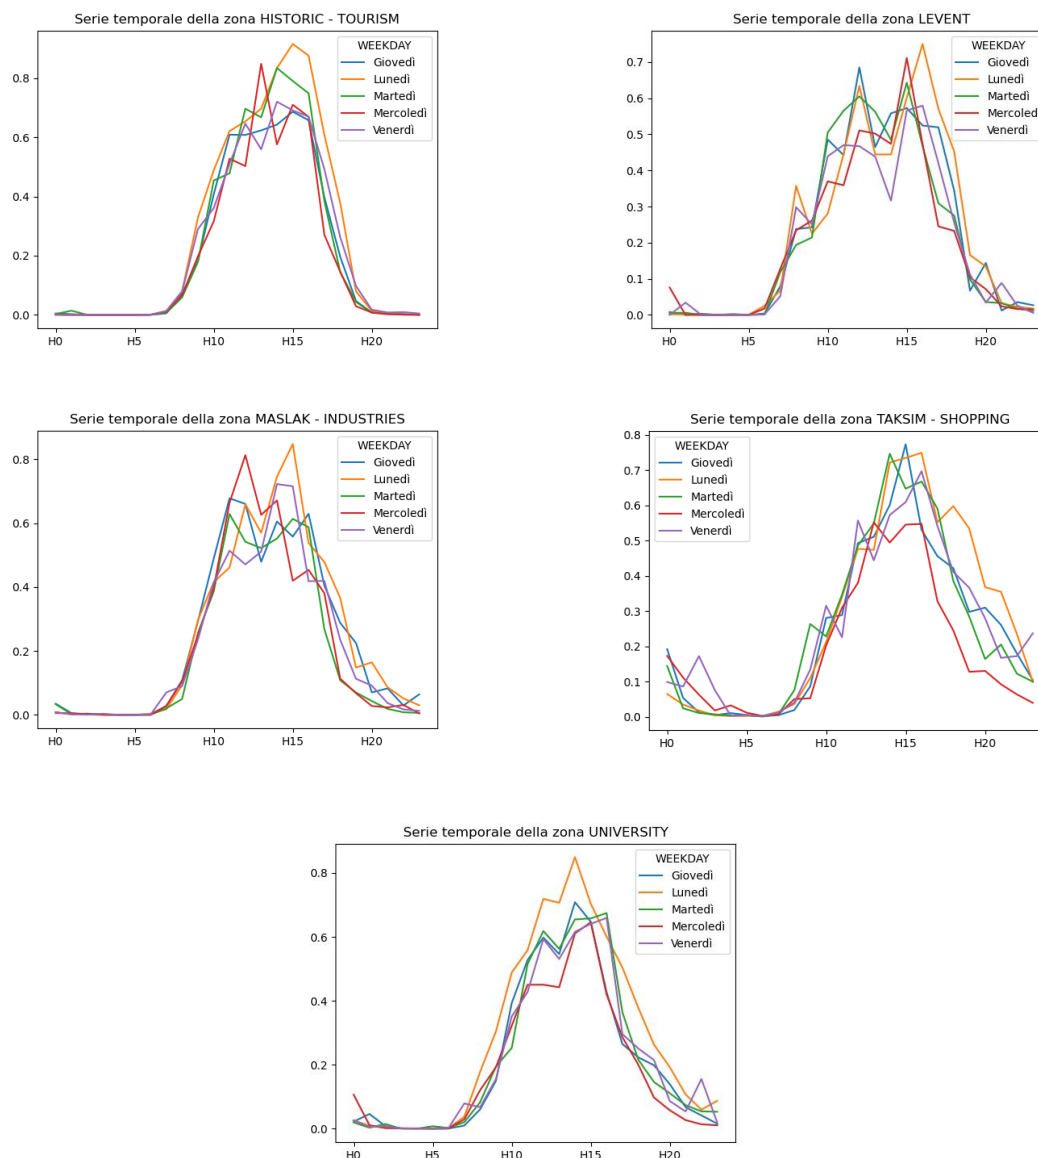 Serie temporale della zona HISTORIC - TOURISM
WEEKDAY
Giovedì
Lunedì
Martedì
Mercoledì
Venerdì
0.8
0.6
0.4
0.2
0.0
H0 H5 H10 H15 H20
Serie temporale della zona LEVENT
WEEKDAY
Giovedì
Lunedì
Martedì
Mercoledì
Venerdì
0.7
0.6
0.5
0.4
0.3
0.2
0.1
0.0
H0 H5 H10 H15 H20
Serie temporale della zona MASLAK - INDUSTRIES
WEEKDAY
Giovedì
Lunedì
Martedì
Mercoledì
Venerdì
0.8
0.6
0.4
0.2
0.0
H0 H5 H10 H15 H20
Serie temporale della zona TAKSIM - SHOPPING
WEEKDAY
Giovedì
Lunedì
Martedì
Mercoledì
Venerdì
0.8
0.7
0.6
0.5
0.4
0.3
0.2
0.1
0.0
H0 H5 H10 H15 H20
Serie temporale della zona UNIVERSITY
WEEKDAY
Giovedì
Lunedì
Martedì
Mercoledì
Venerdì
0.8
0.6
0.4
0.2
0.0
H0 H5 H10 H15 H20